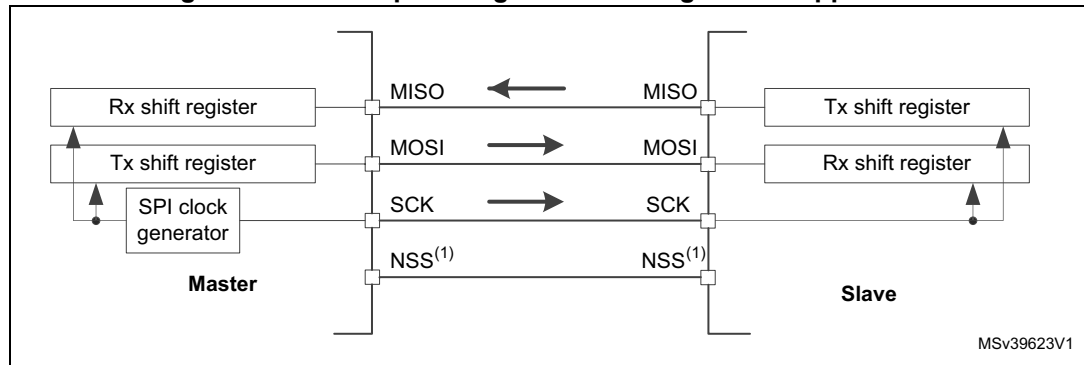 MISO MISO
Rx shift register Tx shift register
MOSI MOSI
Tx shift register Rx shift register
SPI clock
generator
SCK SCK
NSS(1) NSS(1)
Master Slave
MSv39623V1